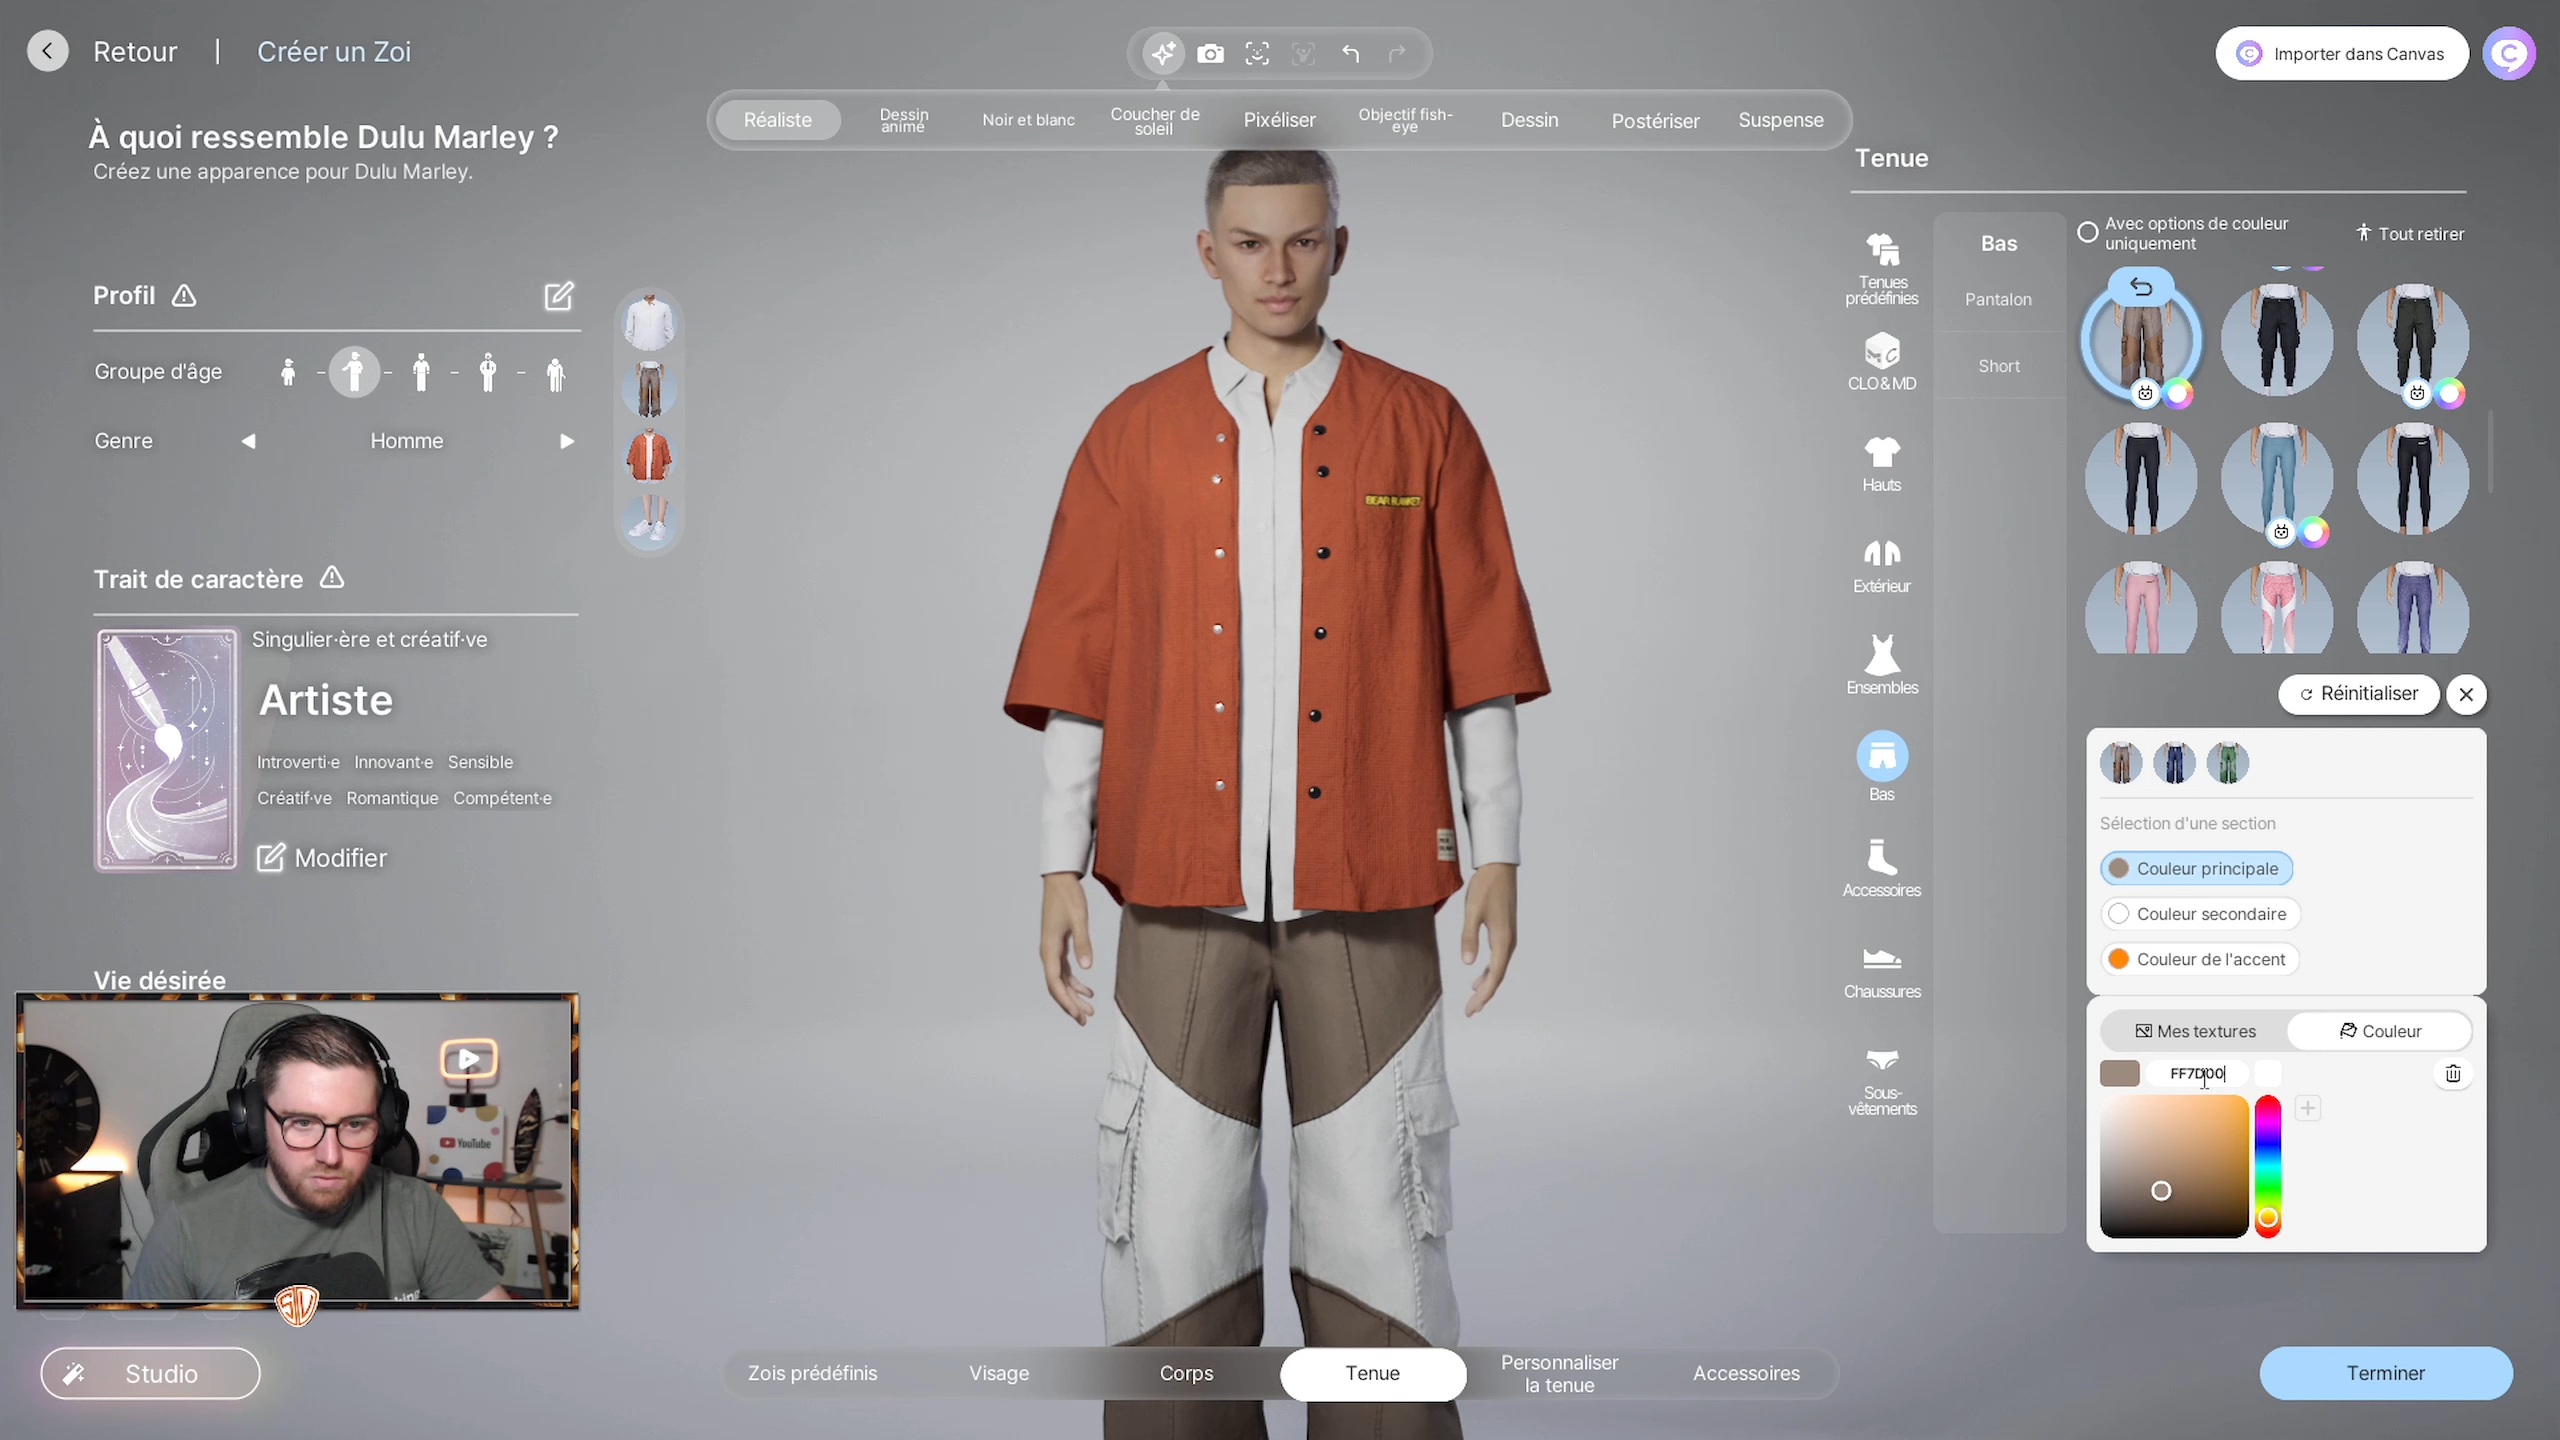 Retour | Créer un Zoi
Importer dans Canvas
À quoi ressemble Dulu Marley ?
Créez une apparence pour Dulu Marley.
Réaliste
Dessin
animé
Noir et blanc
Coucher de
soleil
Pixéliser
Objectif fish-
eye
Dessin
Postériser
Suspense
Profil
Groupe d'âge
Genre
Homme
Trait de caractère
Singulier·ère et créatif·ve
Artiste
Introverti·e Innovant·e Sensible
Créatif·ve Romantique Compétent·e
Modifier
Vie désirée
YouTube
Studio
BEAR BLANKET
Tenue
Tenues
prédéfinies
CLO&MD
Hauts
Extérieur
Ensembles
Bas
Accessoires
Chaussures
Sous-
vêtements
Bas
Pantalon
Short
Avec options de couleur
uniquement
Tout retirer
Réinitialiser
Sélection d'une section
Couleur principale
Couleur secondaire
Couleur de l'accent
Mes textures
Couleur
FF7D00
Zois prédéfinis
Visage
Corps
Tenue
Personnaliser
la tenue
Accessoires
Terminer